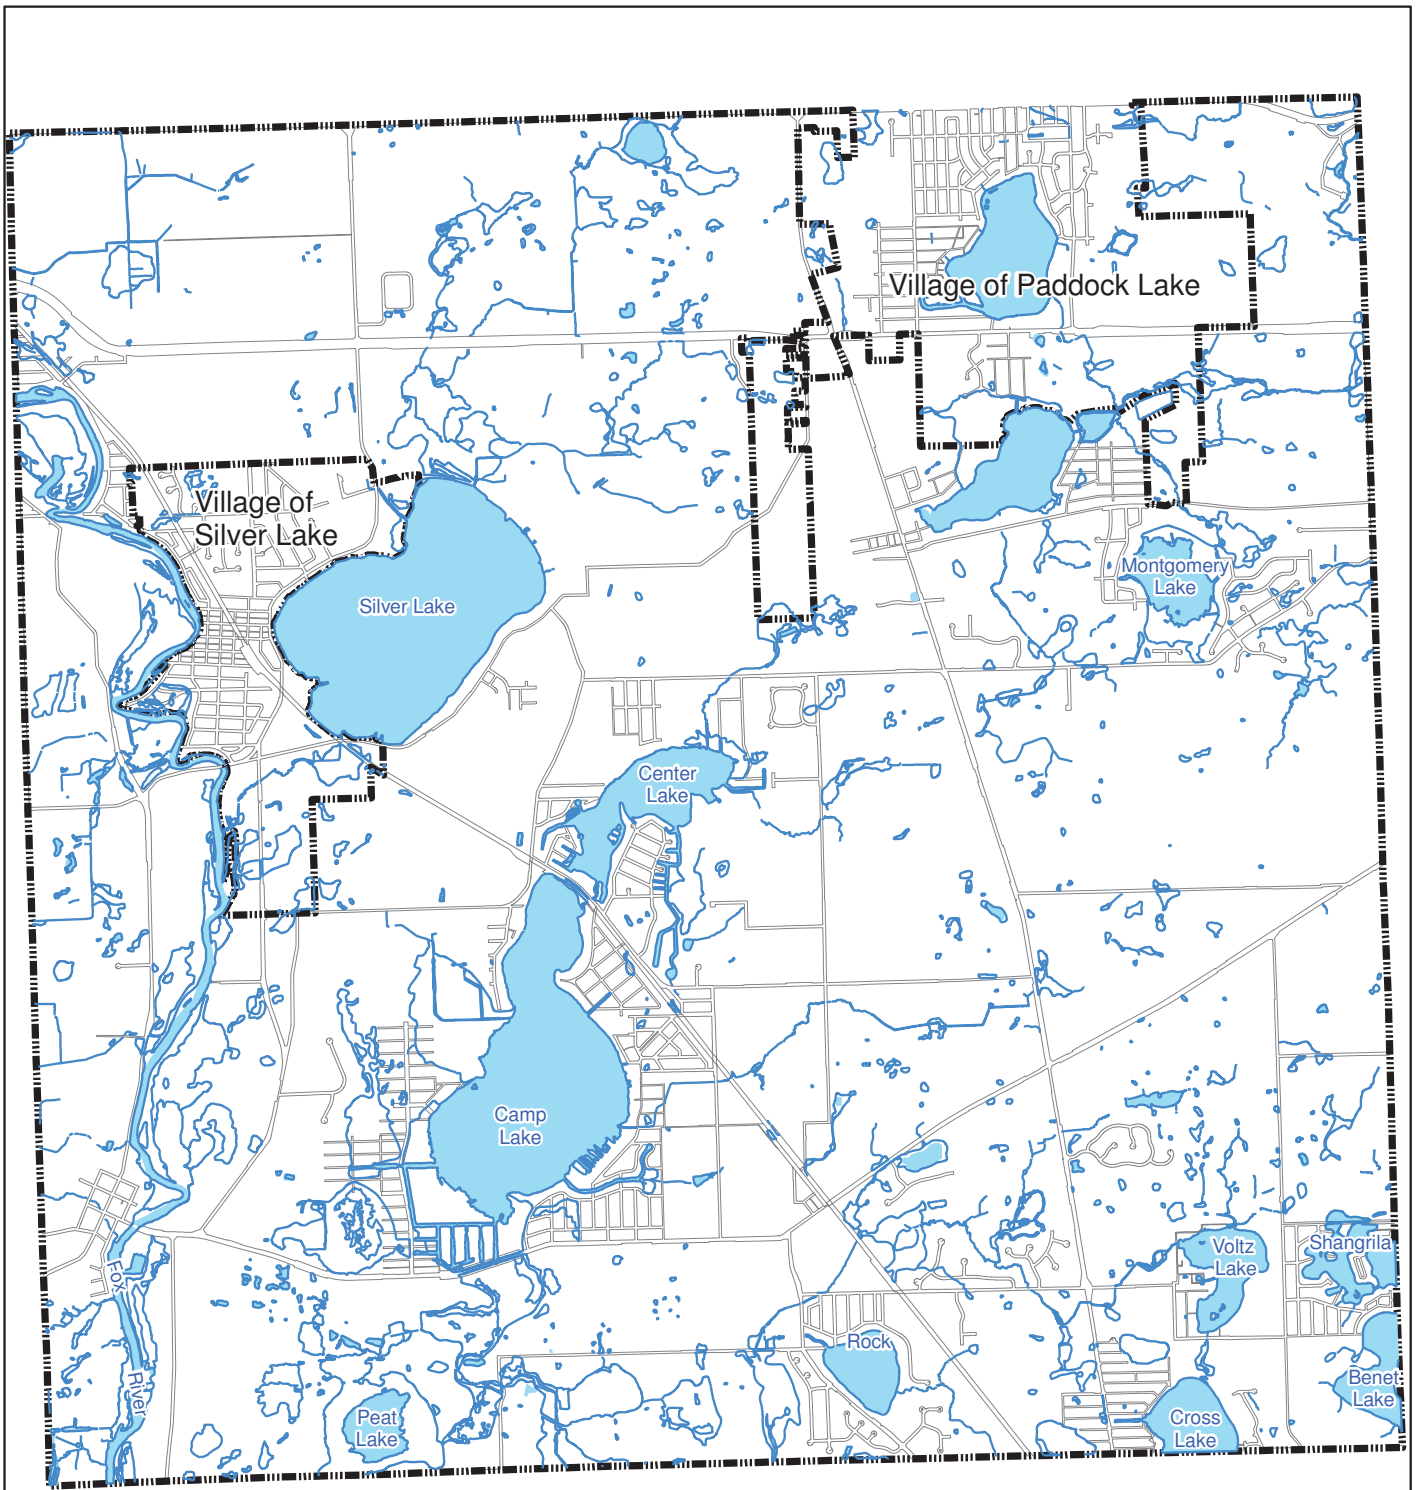 Village of Paddock Lake
Village of
Silver Lake
Montgomery
Lake
Silver Lake
Center
Lake
Camp
Lake
Voltz
Lake
Shangrila
Fox
River
Rock
Benet
Lake
Peat
Lake
Cross
Lake